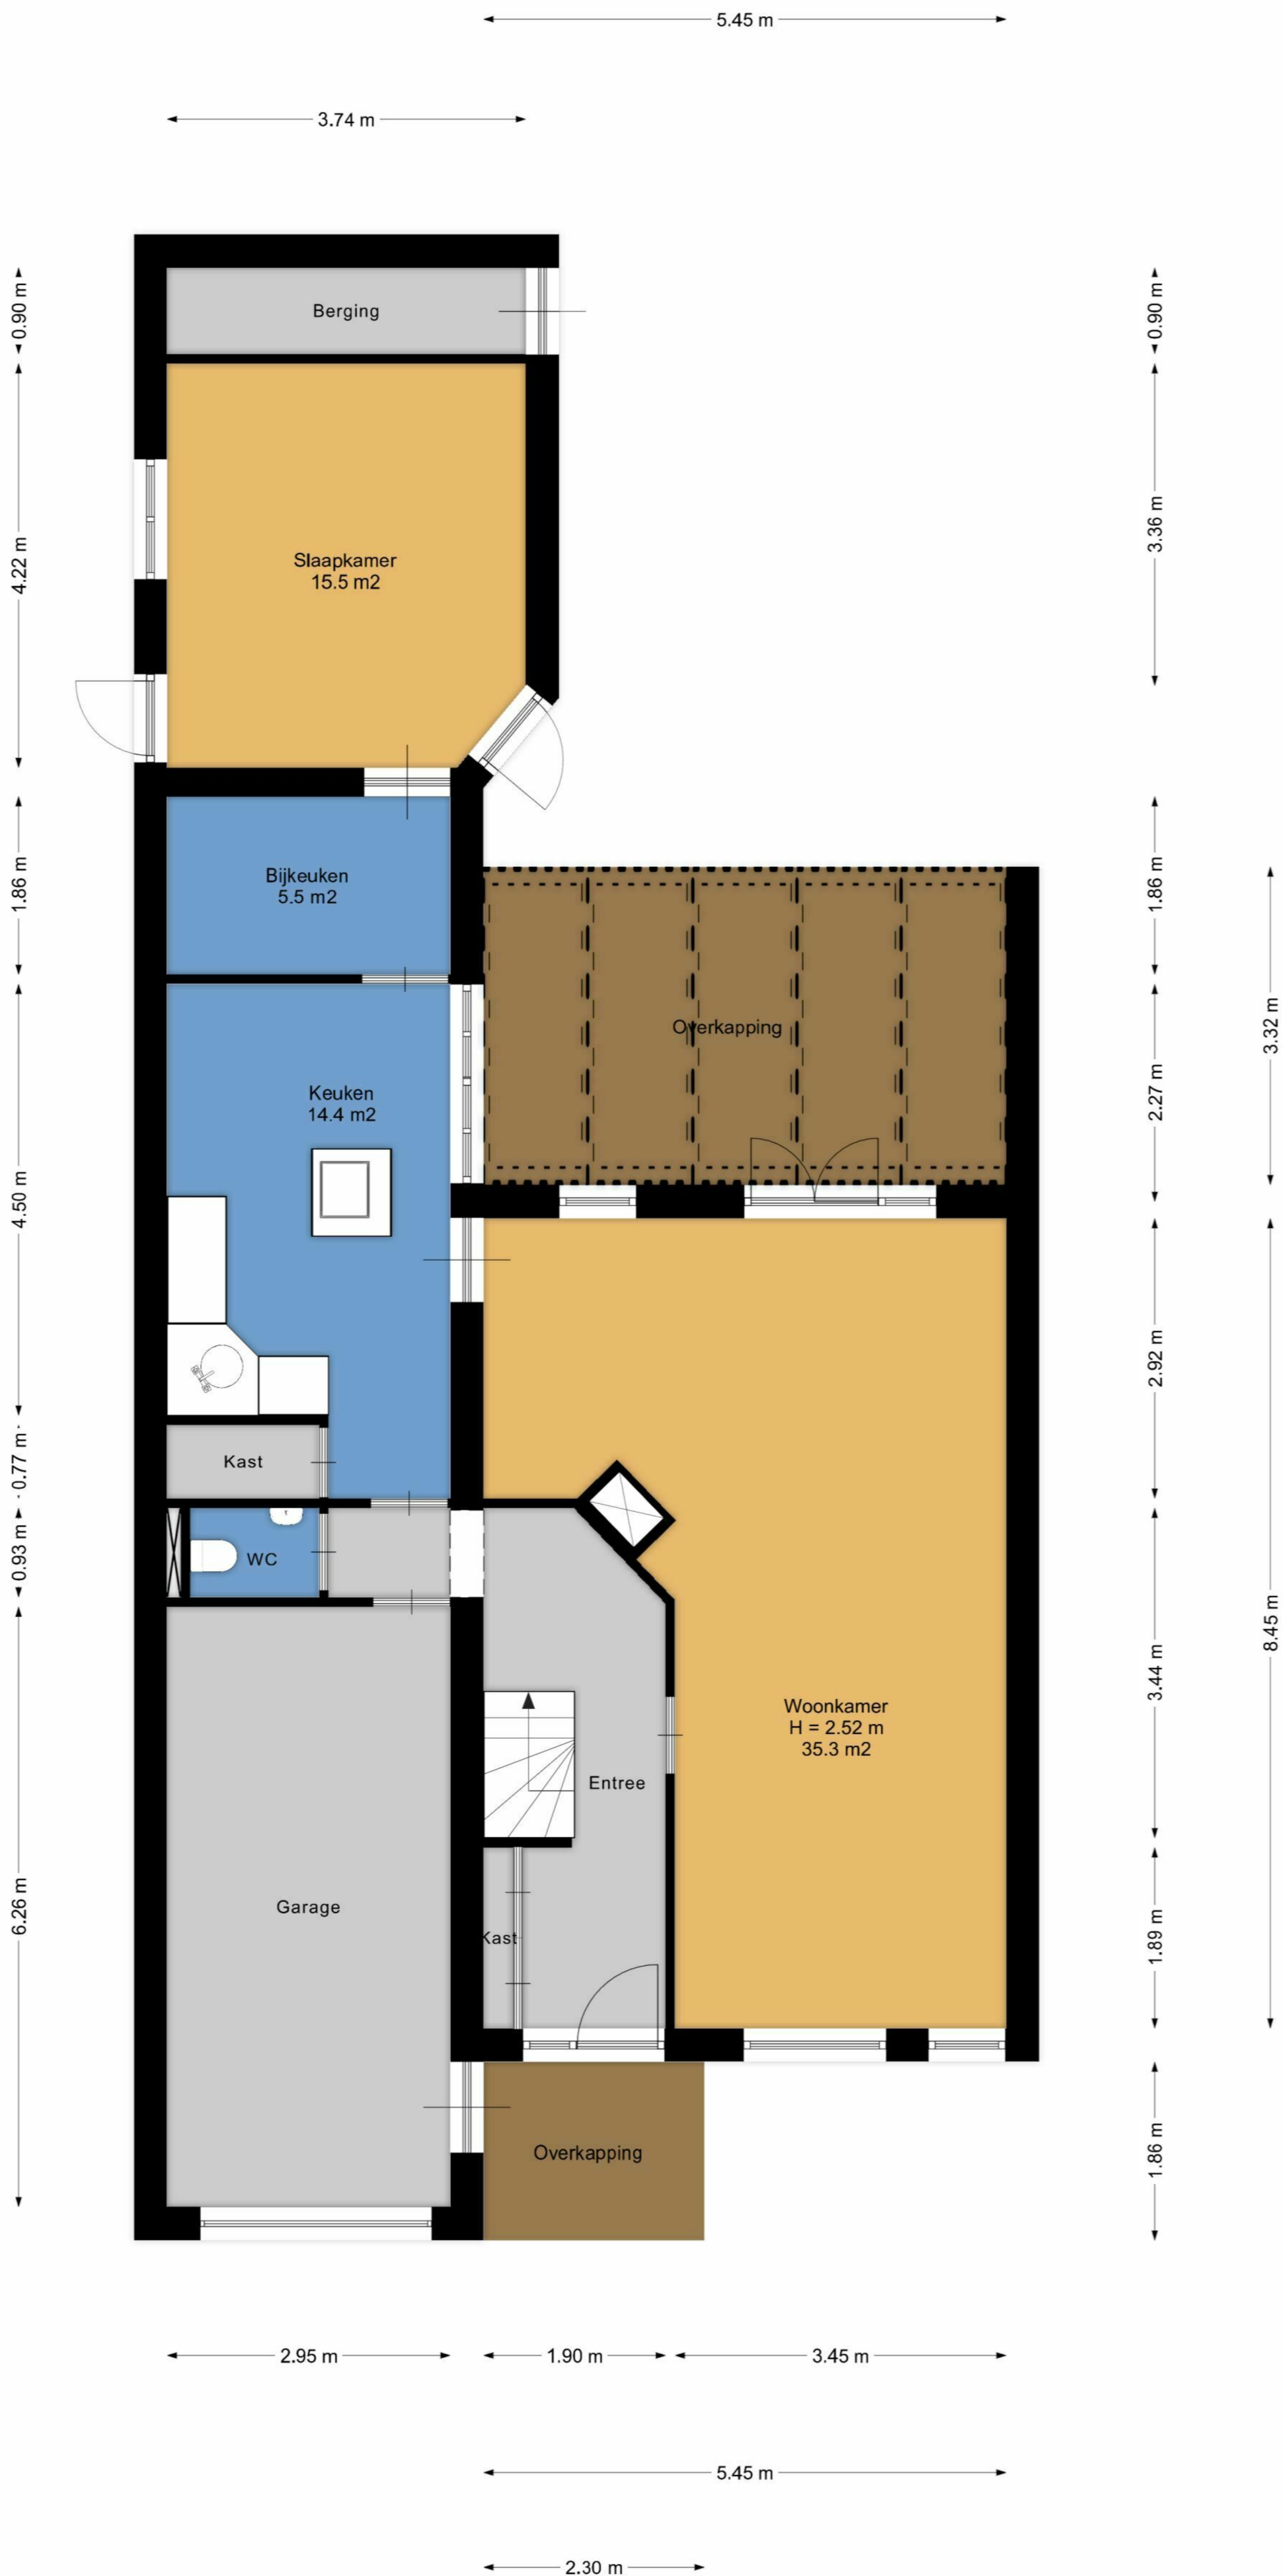 5.45 m
3.74 m
0.90 m
0.90 m
Berging
4.22 m
3.36 m
Slaapkamer
15.5 m2
1.86 m
1.86 m
Bijkeuken
5.5 m2
3.32 m
Overkapping
2.27 m
Keuken
14.4 m2
4.50 m
2.92 m
0.77 m
Kast
0.93 m
WC
8.45 m
3.44 m
Woonkamer
H = 2.52 m
35.3 m2
Entree
6.26 m
Garage
Kast
1.89 m
Overkapping
1.86 m
2.95 m
1.90 m
3.45 m
5.45 m
2.30 m